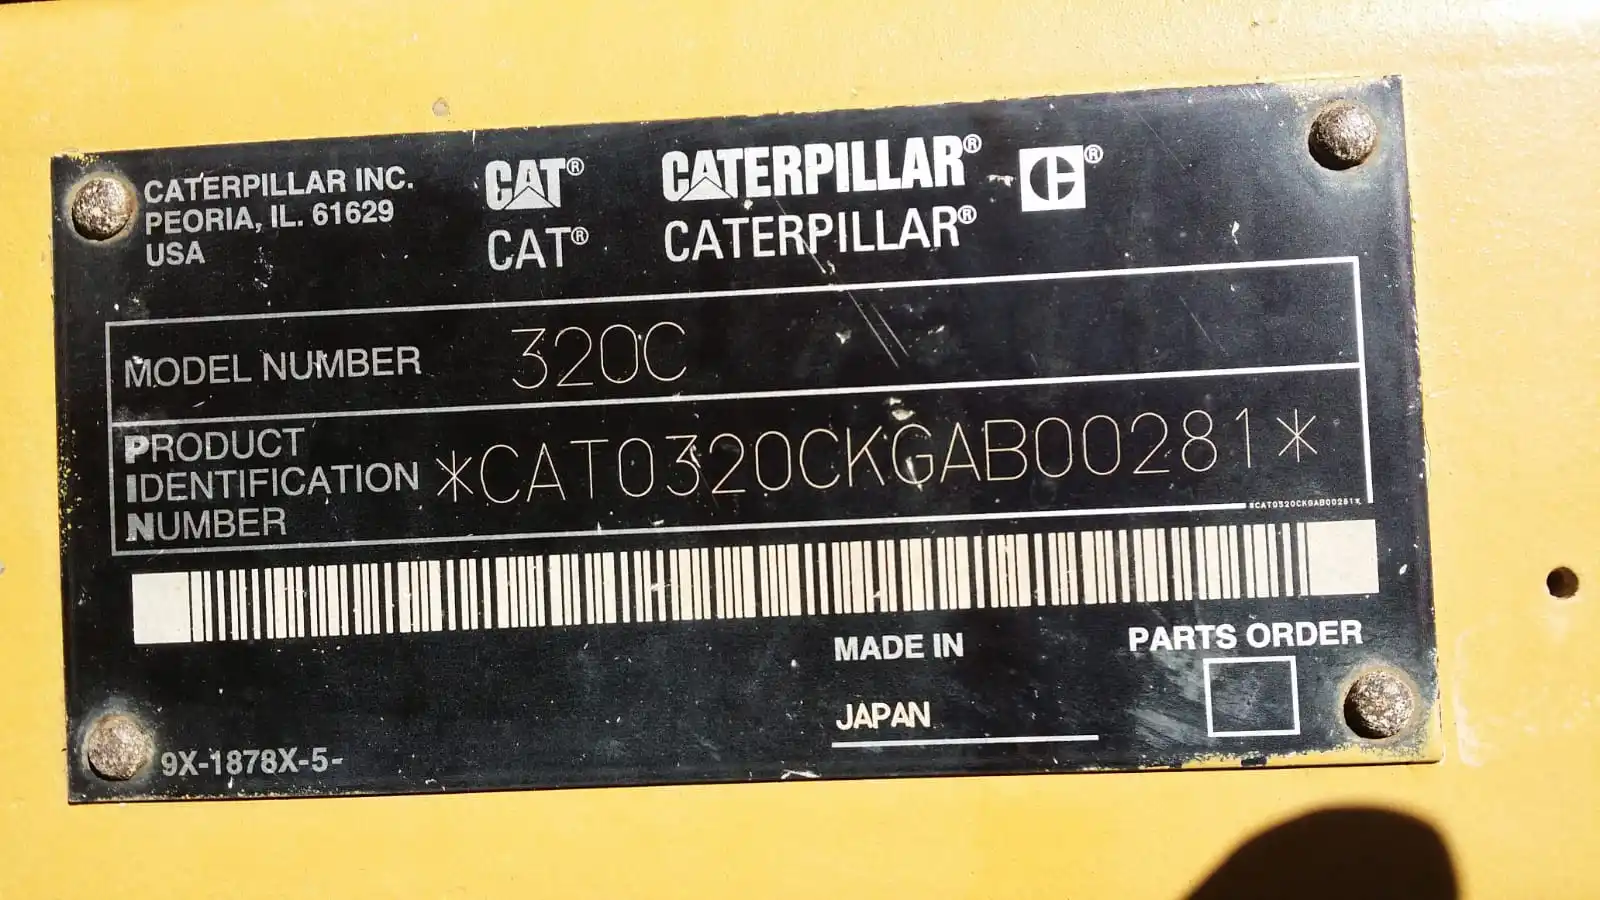 CATERPILLAR INC.
PEORIA, IL. 61629
USA
CAT® CATERPILLAR® ®
CAT® CATERPILLAR®
MODEL NUMBER 320C
PRODUCT
IDENTIFICATION
NUMBER
*CAT0320CKGAB00281*
*CAT0320CKGAB00281*
MADE IN
JAPAN
PARTS ORDER
9X-1878X-5-